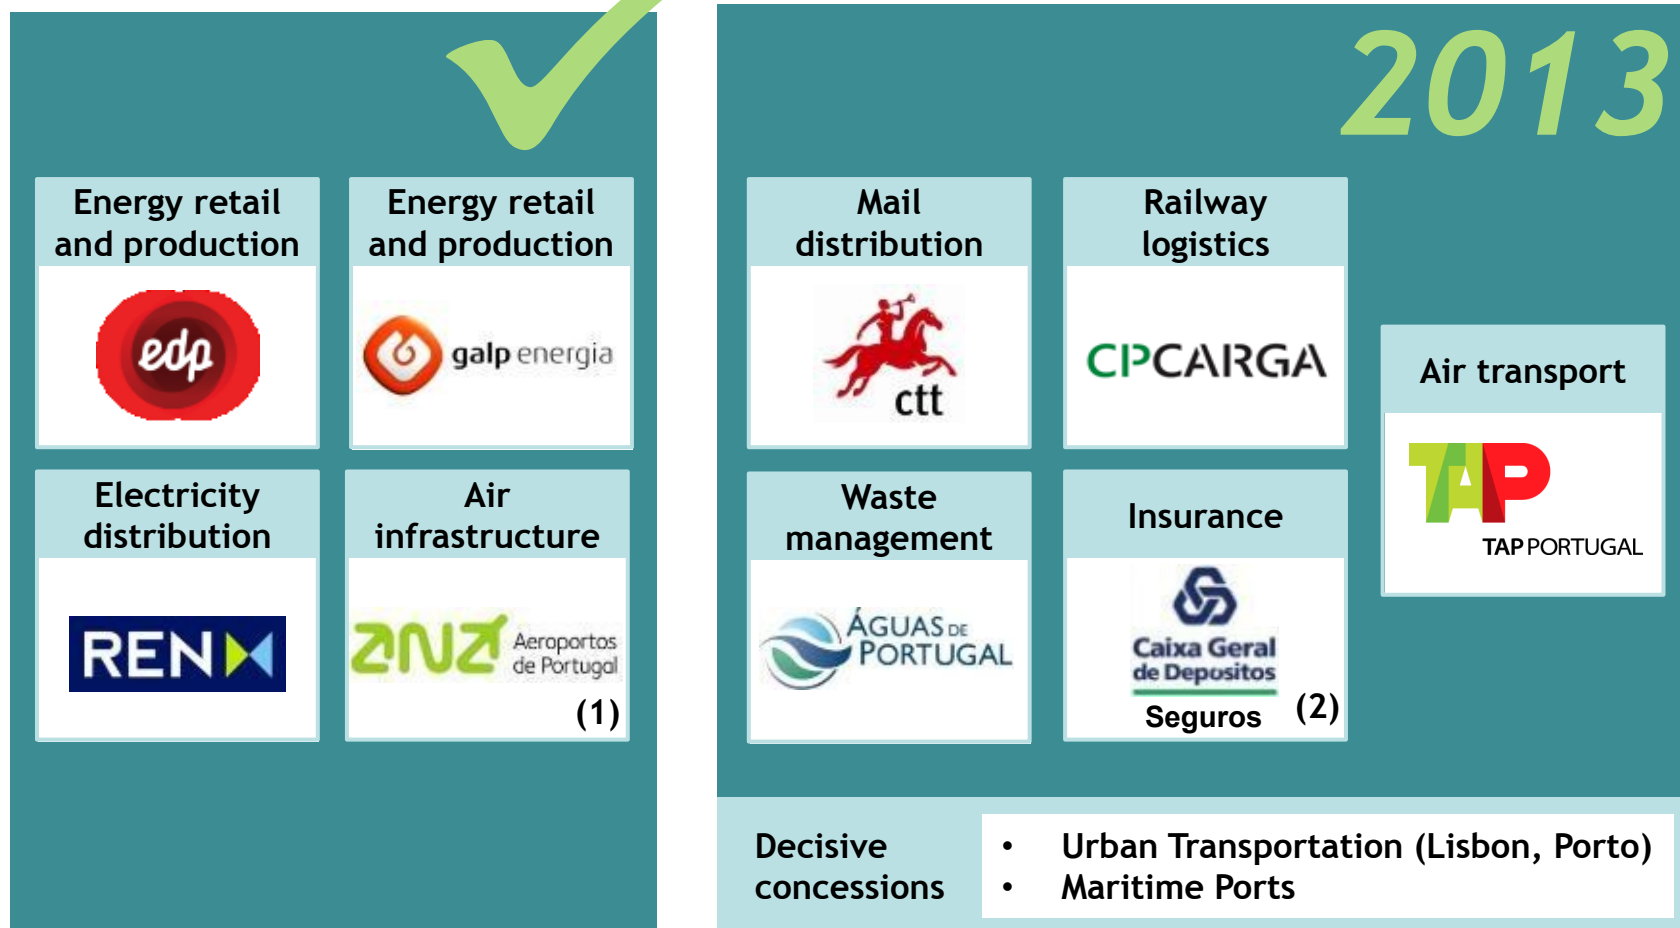 2013
Energy retail
and production
edp
Energy retail
and production
galp energia
Electricity
distribution
REN
Air
infrastructure
ana Aeroportos
de Portugal
(1)
Mail
distribution
ctt
Railway
logistics
CPCARGA
Waste
management
ÁGUAS DE
PORTUGAL
Insurance
Caixa Geral
de Depositos
Seguros (2)
Air transport
TAP
TAP PORTUGAL
Decisive
concessions
• Urban Transportation (Lisbon, Porto)
• Maritime Ports